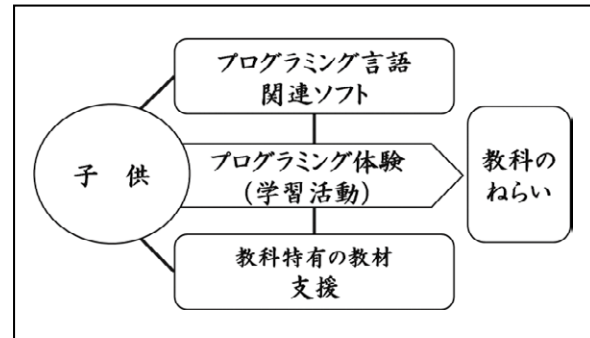 プログラミング言語
関連ソフト
子 供
プログラミング体験
(学習活動)
教科の
ねらい
教科特有の教材
支援